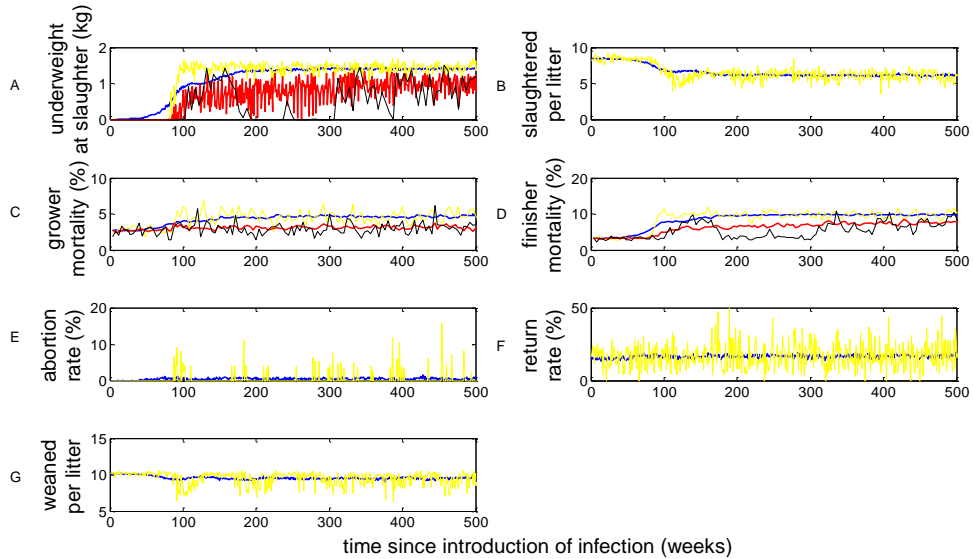 A
underweight
at slaughter (kg)
2
1
0
0 100 200 300 400 500
B
slaughtered
per litter
10
5
0
0 100 200 300 400 500
C
grower
mortality (%)
10
5
0
0 100 200 300 400 500
D
finisher
mortality (%)
20
10
0
0 100 200 300 400 500
E
abortion
rate (%)
20
10
0
0 100 200 300 400 500
F
return
rate (%)
50
0
0 100 200 300 400 500
G
weaned
per litter
15
10
5
0 100 200 300 400 500
time since introduction of infection (weeks)